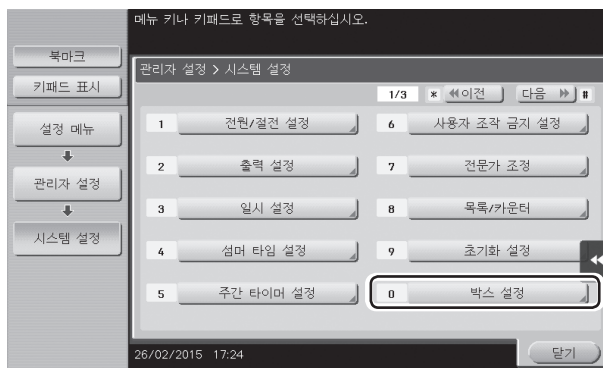 메뉴 키나 키패드로 항목을 선택하십시오.
북마크
키패드 표시
설정 메뉴
관리자 설정
시스템 설정
관리자 설정 > 시스템 설정
1/3 * 이전 다음 #
1 전원/절전 설정
6 사용자 조작 금지 설정
2 출력 설정
7 전문가 조정
3 일시 설정
8 목록/카운터
4 섬머 타임 설정
9 초기화 설정
5 주간 타이머 설정
0 박스 설정
26/02/2015 17:24
닫기